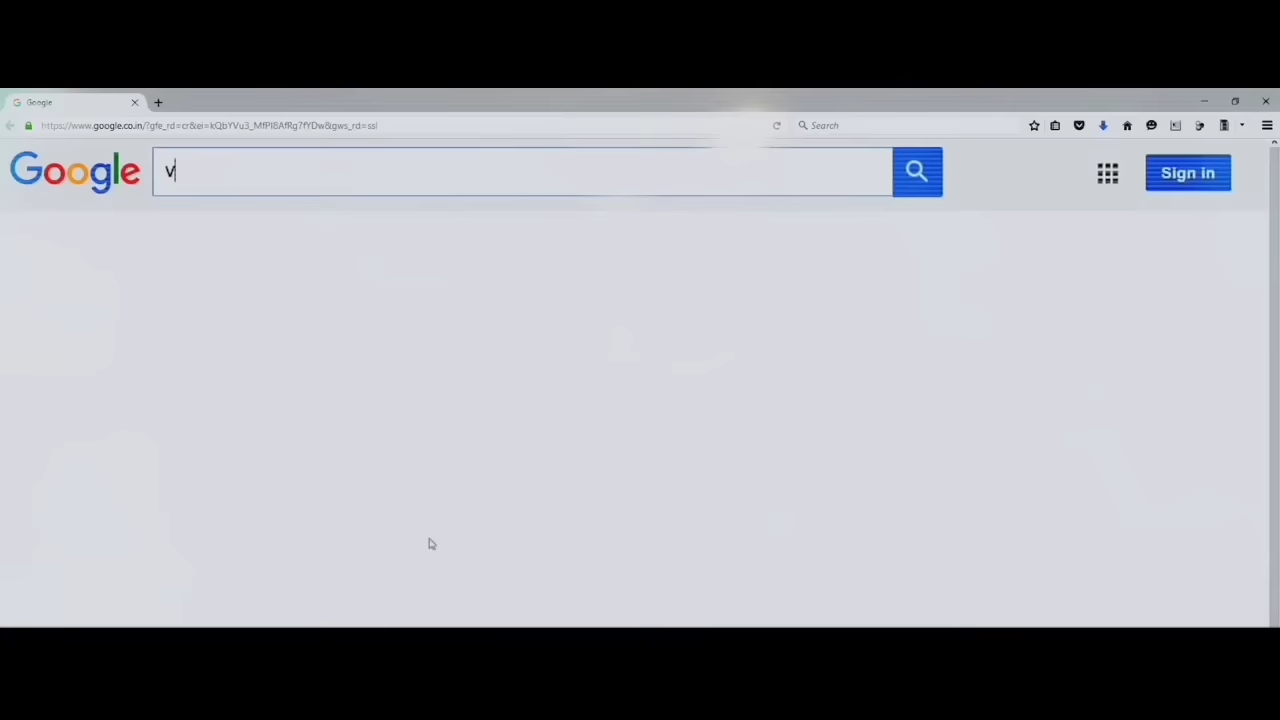 Google
https://www.google.co.in/?gfe_rd=cr&ei=kQbYVu3_MfPI8AfRg7fYDw&gws_rd=ssl
Search
Google
v
Sign in